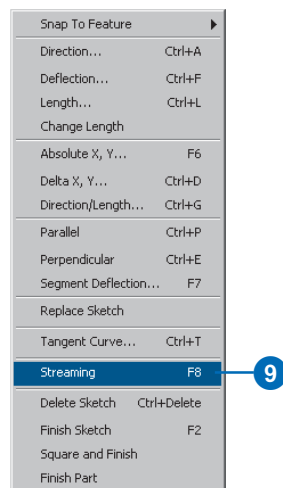 Snap To Feature
Direction... Ctrl+A
Deflection... Ctrl+F
Length... Ctrl+L
Change Length
Absolute X, Y... F6
Delta X, Y... Ctrl+D
Direction/Length... Ctrl+G
Parallel Ctrl+P
Perpendicular Ctrl+E
Segment Deflection... F7
Replace Sketch
Tangent Curve... Ctrl+T
Streaming F8 9
Delete Sketch Ctrl+Delete
Finish Sketch F2
Square and Finish
Finish Part